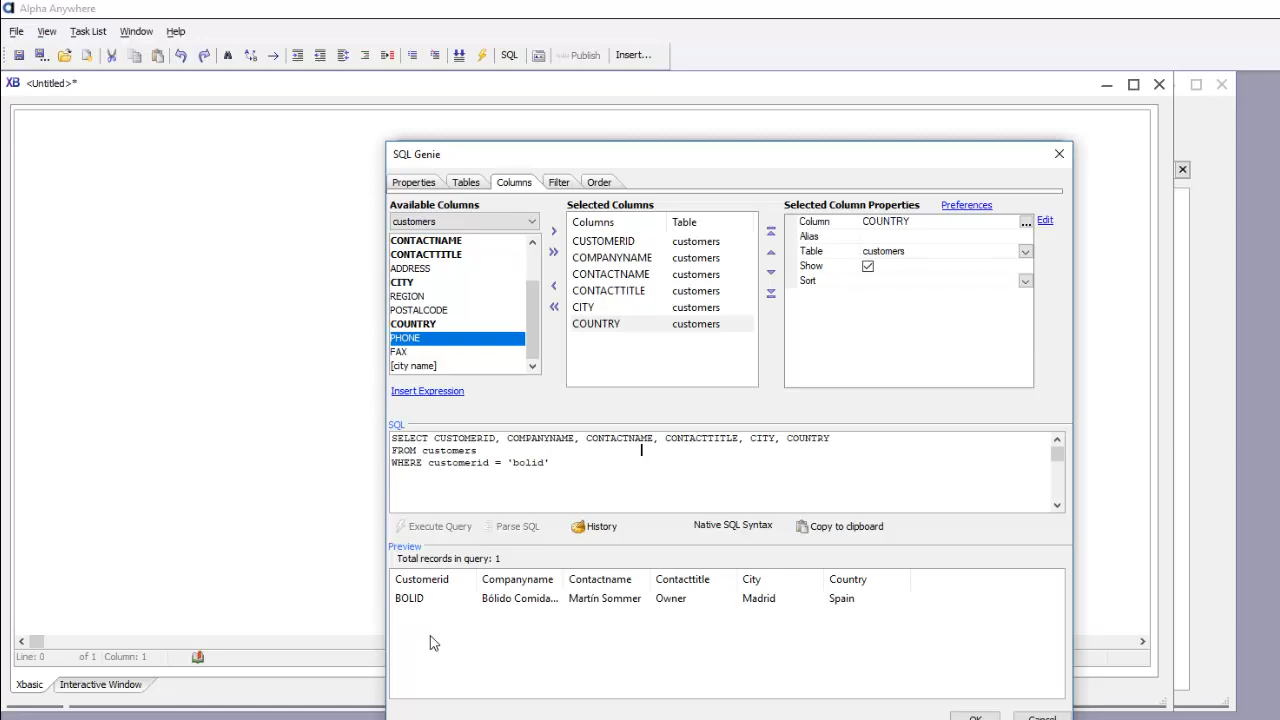 Alpha Anywhere
File View Task List Window Help
SQL Publish Insert...
XB <Untitled>*
SQL Genie
Properties Tables Columns Filter Order
Available Columns Selected Columns Selected Column Properties Preferences
customers Columns Table Column COUNTRY ... Edit
CONTACTNAME CUSTOMERID customers Alias
CONTACTTITLE COMPANYNAME customers Table customers
ADDRESS CONTACTNAME customers Show
CITY CONTACTTITLE customers Sort
REGION CITY customers
POSTALCODE COUNTRY customers
COUNTRY
PHONE
FAX
[city name]
Insert Expression
SQL
SELECT CUSTOMERID, COMPANYNAME, CONTACTNAME, CONTACTTITLE, CITY, COUNTRY
FROM customers
WHERE customerid = 'bolid'
Execute Query Parse SQL History Native SQL Syntax Copy to clipboard
Preview
Total records in query: 1
Customerid Companyname Contactname Contacttitle City Country
BOLID Bólido Comida... Martín Sommer Owner Madrid Spain
Line: 0 of 1 Column: 1
Xbasic Interactive Window
OK Cancel